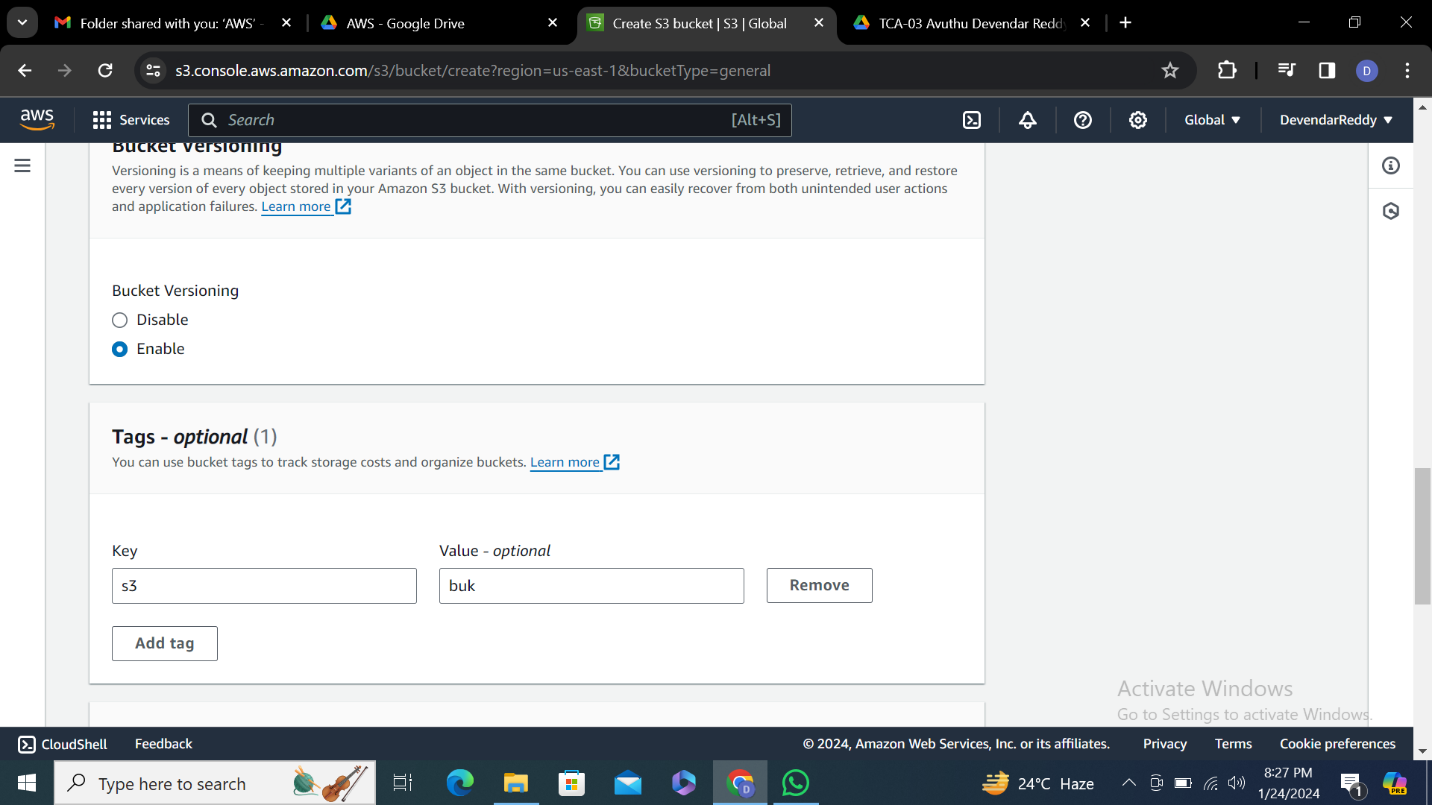 Folder shared with you: 'AWS' -
AWS - Google Drive
Create S3 bucket | S3 | Global
TCA-03 Avuthu Devendar Reddy
s3.console.aws.amazon.com/s3/bucket/create?region=us-east-1&bucketType=general
D
aws
Services
Search
[Alt+S]
Global
DevendarReddy
Bucket Versioning
Versioning is a means of keeping multiple variants of an object in the same bucket. You can use versioning to preserve, retrieve, and restore
every version of every object stored in your Amazon S3 bucket. With versioning, you can easily recover from both unintended user actions
and application failures. Learn more
Bucket Versioning
Disable
Enable
Tags - optional (1)
You can use bucket tags to track storage costs and organize buckets. Learn more
Key
Value - optional
s3
buk
Remove
Add tag
Activate Windows
Go to Settings to activate Windows.
CloudShell
Feedback
© 2024, Amazon Web Services, Inc. or its affiliates.
Privacy
Terms
Cookie preferences
Type here to search
D
24°C Haze
8:27 PM
1/24/2024
1
PRE